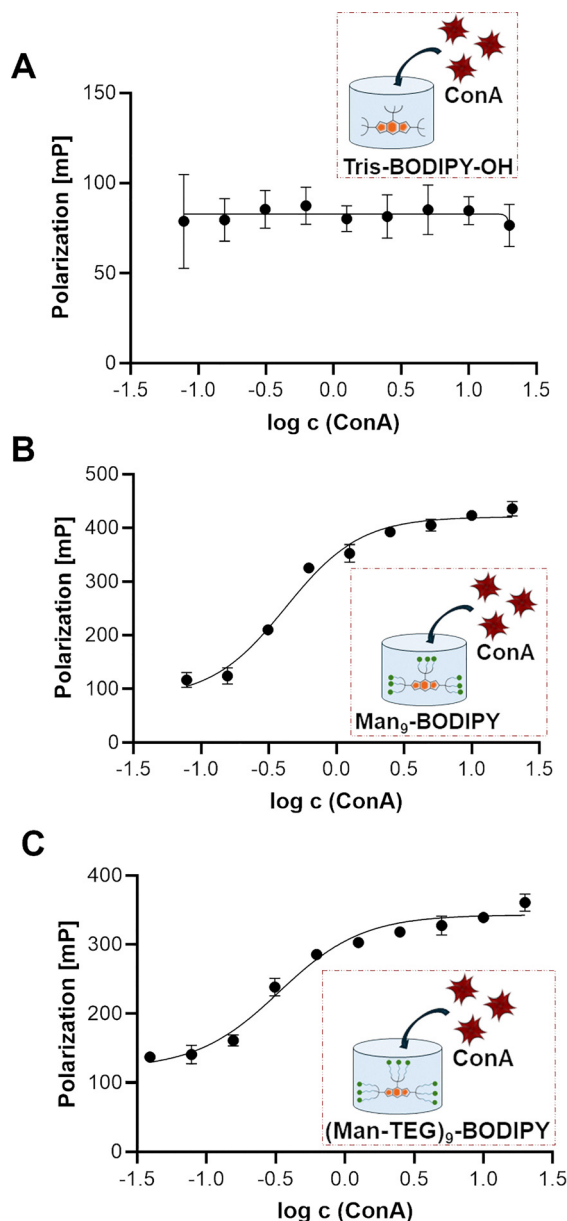 A
ConA
Tris-BODIPY-OH
Polarization [mP]
150
100
50
0
-1.5 -1.0 -0.5 0.0 0.5 1.0 1.5
log c (ConA)
B
Polarization [mP]
500
400
300
200
100
0
ConA
Man₉-BODIPY
-1.5 -1.0 -0.5 0.0 0.5 1.0 1.5
log c (ConA)
C
Polarization [mP]
400
300
200
100
0
ConA
(Man-TEG)₉-BODIPY
-1.5 -1.0 -0.5 0.0 0.5 1.0 1.5
log c (ConA)